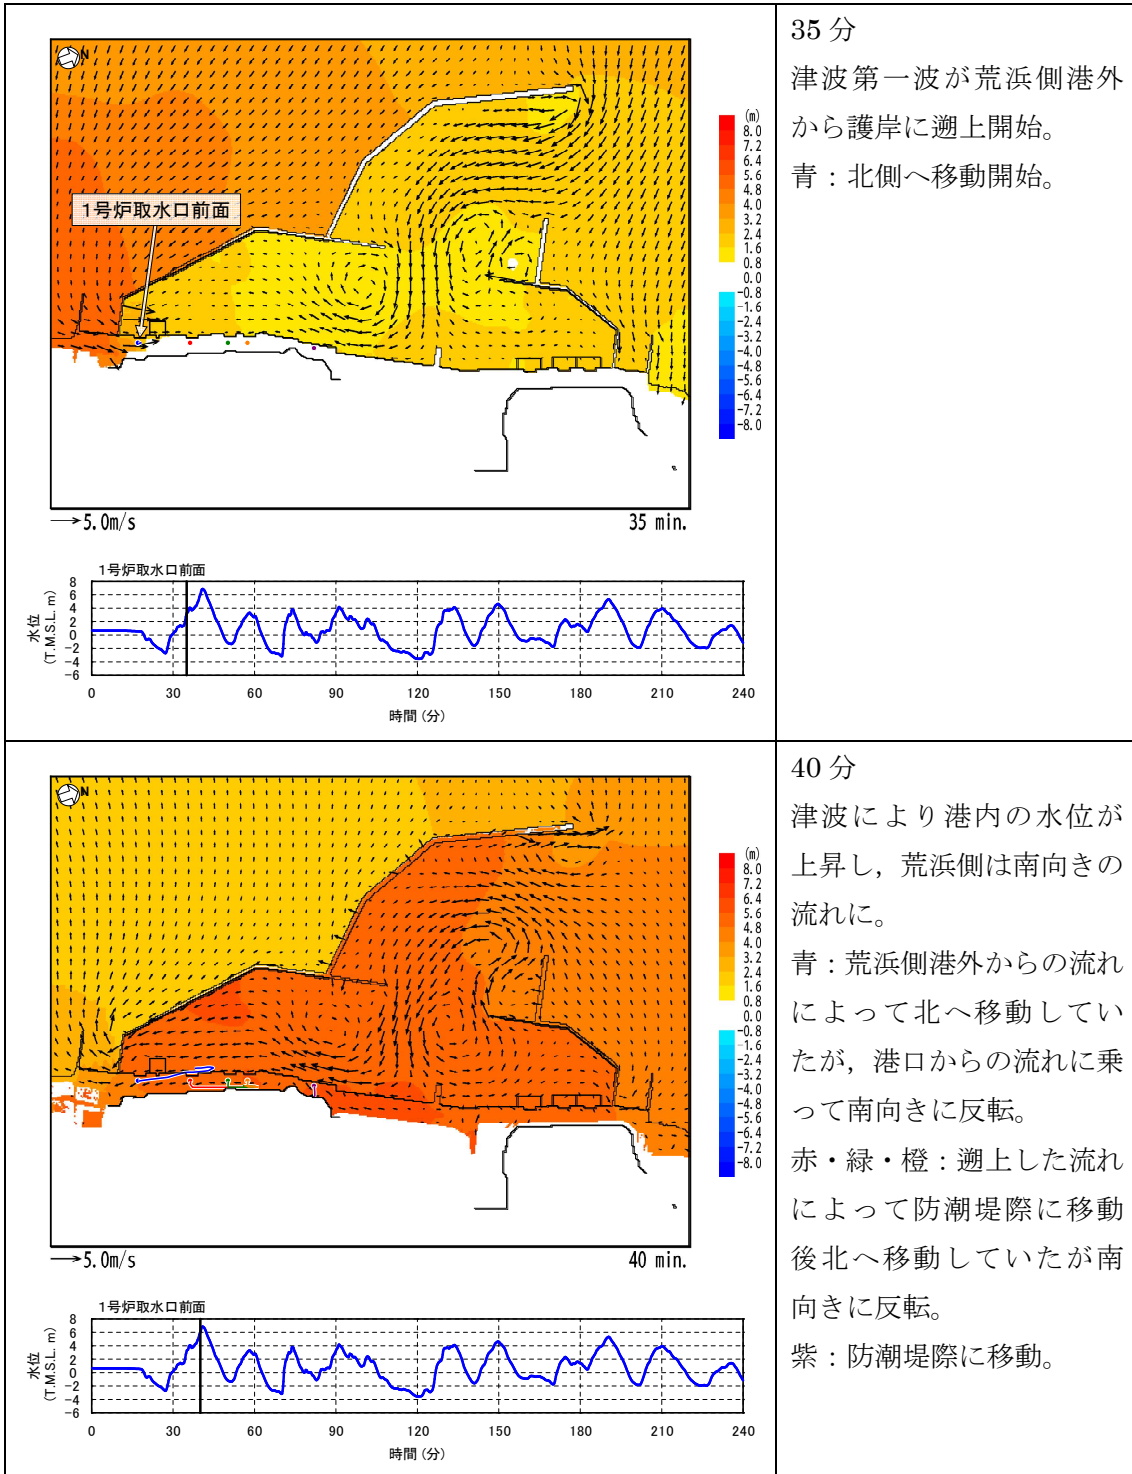 N
1号炉取水口前面
(m)
8.0
7.2
6.4
5.6
4.8
4.0
3.2
2.4
1.6
0.8
0.0
-0.8
-1.6
-2.4
-3.2
-4.0
-4.8
-5.6
-6.4
-7.2
-8.0
5.0m/s
35 min.
1号炉取水口前面
水位
(T.M.S.L. m)
8
6
4
2
0
-2
-4
-6
0 30 60 90 120 150 180 210 240
時間(分)
35 分
津波第一波が荒浜側港外
から護岸に遡上開始。
青：北側へ移動開始。
N
(m)
8.0
7.2
6.4
5.6
4.8
4.0
3.2
2.4
1.6
0.8
0.0
-0.8
-1.6
-2.4
-3.2
-4.0
-4.8
-5.6
-6.4
-7.2
-8.0
5.0m/s
40 min.
1号炉取水口前面
水位
(T.M.S.L. m)
8
6
4
2
0
-2
-4
-6
0 30 60 90 120 150 180 210 240
時間(分)
40 分
津波により港内の水位が
上昇し，荒浜側は南向きの
流れに。
青：荒浜側港外からの流れ
によって北へ移動してい
たが，港口からの流れに乗
って南向きに反転。
赤・緑・橙：遡上した流れ
によって防潮堤際に移動
後北へ移動していたが南
向きに反転。
紫：防潮堤際に移動。